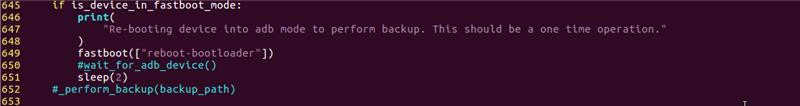 645     if is_device_in_fastboot_mode:
646         print(
647             "Re-booting device into adb mode to perform backup. This should be a one time operation."
648         )
649         fastboot(["reboot-bootloader"])
650         #wait_for_adb_device()
651         sleep(2)
652     #_perform_backup(backup_path)
653